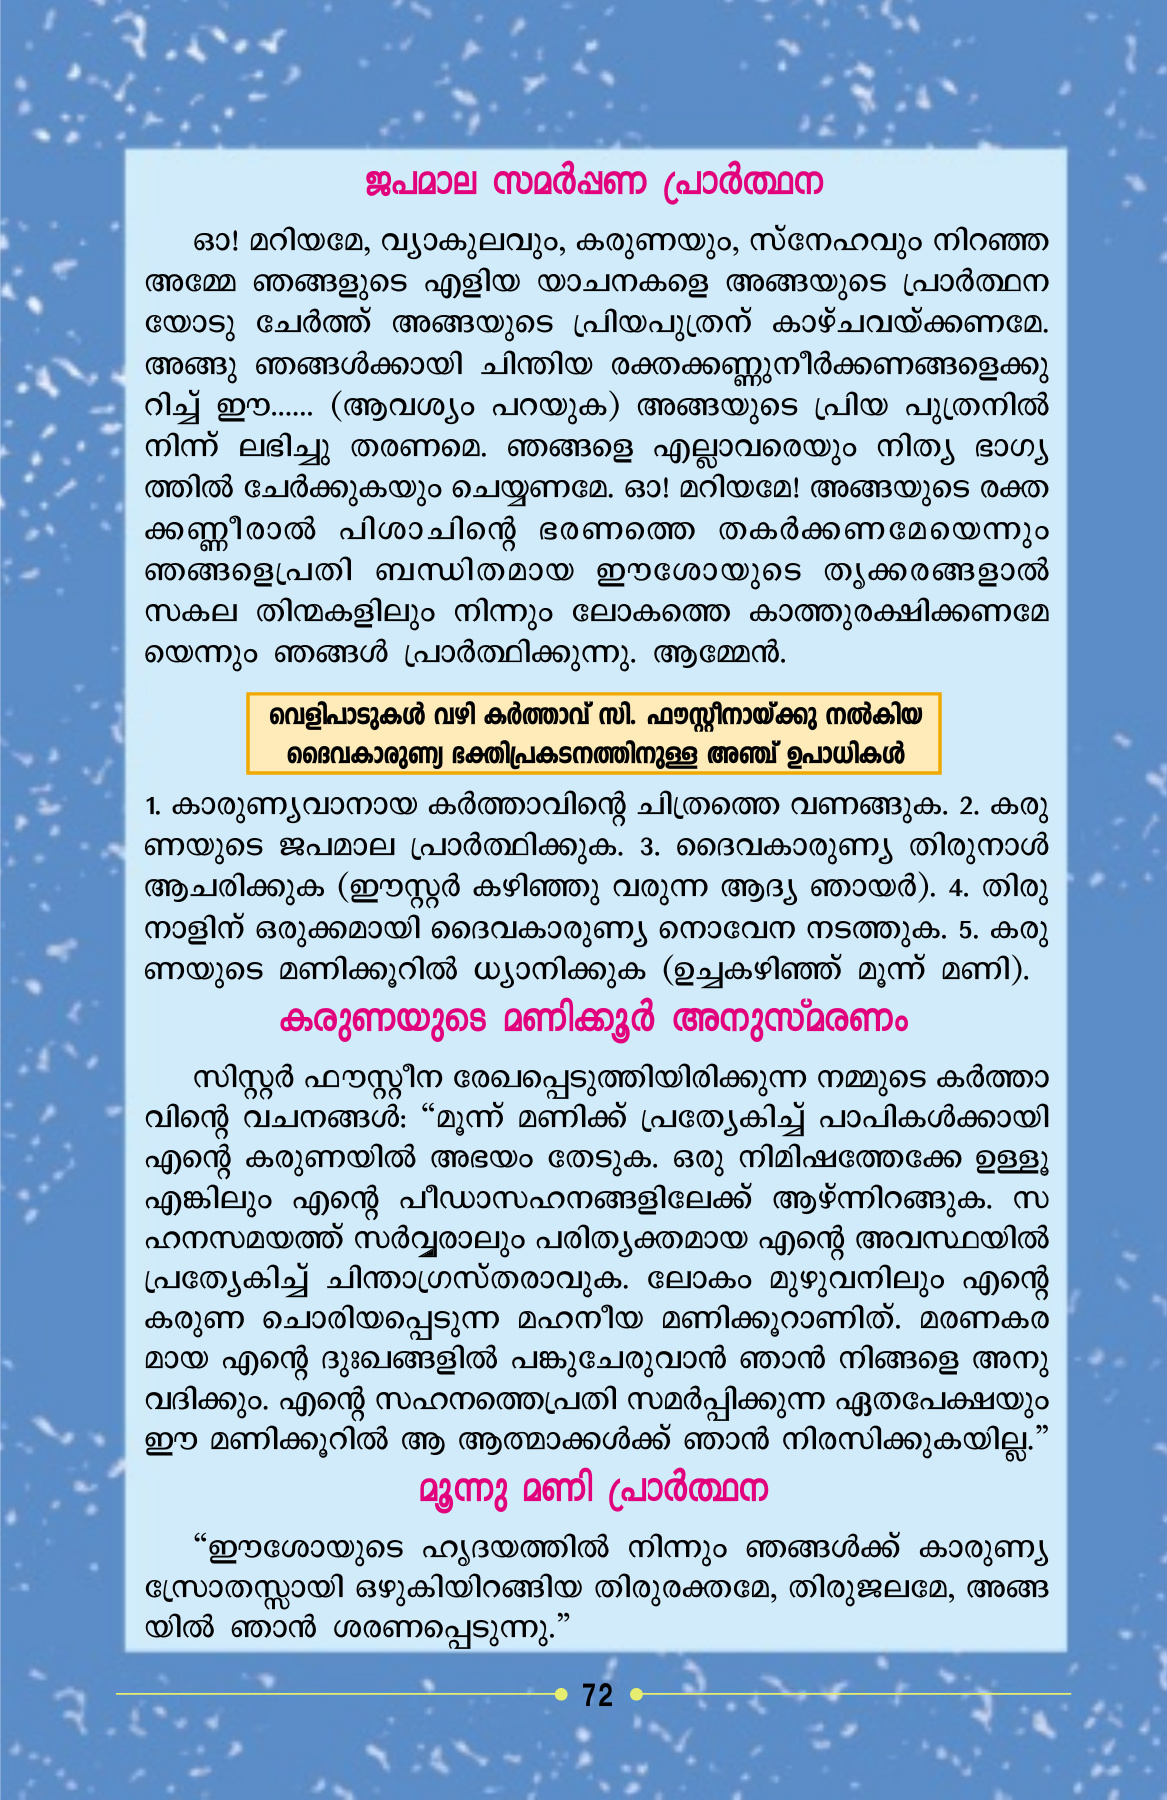 ജപമാല സമർപ്പണ പ്രാർത്ഥന
ഓ! മറിയമേ, വ്യാകുലവും, കരുണയും, സ്നേഹവും നിറഞ്ഞ
അമ്മേ ഞങ്ങളുടെ എളിയ യാചനകളെ അങ്ങയുടെ പ്രാർത്ഥന
യോടു ചേർത്ത് അങ്ങയുടെ പ്രിയപുത്രന് കാഴ്ചവയ്ക്കണമേ.
അങ്ങു ഞങ്ങൾക്കായി ചിന്തിയ രക്തക്കണ്ണുനീർക്കണങ്ങളെക്കു
റിച്ച് ഈ...... (ആവശ്യം പറയുക) അങ്ങയുടെ പ്രിയ പുത്രനിൽ
നിന്ന് ലഭിച്ചു തരണമെ. ഞങ്ങളെ എല്ലാവരെയും നിത്യ ഭാഗ്യ
ത്തിൽ ചേർക്കുകയും ചെയ്യണമേ. ഓ! മറിയമേ! അങ്ങയുടെ രക്ത
ക്കണ്ണീരാൽ പിശാചിന്റെ ഭരണത്തെ തകർക്കണമേയെന്നും
ഞങ്ങളെപ്രതി ബന്ധിതമായ ഈശോയുടെ തൃക്കരങ്ങളാൽ
സകല തിന്മകളിലും നിന്നും ലോകത്തെ കാത്തുരക്ഷിക്കണമേ
യെന്നും ഞങ്ങൾ പ്രാർത്ഥിക്കുന്നു. ആമ്മേൻ.
വെളിപാടുകൾ വഴി കർത്താവ് സി. ഫൗസ്റ്റീനായ്ക്കു നൽകിയ
ദൈവകാരുണ്യ ഭക്തിപ്രകടനത്തിനുള്ള അഞ്ച് ഉപാധികൾ
1. കാരുണ്യവാനായ കർത്താവിന്റെ ചിത്രത്തെ വണങ്ങുക. 2. കരു
ണയുടെ ജപമാല പ്രാർത്ഥിക്കുക. 3. ദൈവകാരുണ്യ തിരുനാൾ
ആചരിക്കുക (ഈസ്റ്റർ കഴിഞ്ഞു വരുന്ന ആദ്യ ഞായർ). 4. തിരു
നാളിന് ഒരുക്കമായി ദൈവകാരുണ്യ നൊവേന നടത്തുക. 5. കരു
ണയുടെ മണിക്കൂറിൽ ധ്യാനിക്കുക (ഉച്ചകഴിഞ്ഞ് മൂന്ന് മണി).
കരുണയുടെ മണിക്കൂർ അനുസ്മരണം
സിസ്റ്റർ ഫൗസ്റ്റീന രേഖപ്പെടുത്തിയിരിക്കുന്ന നമ്മുടെ കർത്താ
വിന്റെ വചനങ്ങൾ: “മൂന്ന് മണിക്ക് പ്രത്യേകിച്ച് പാപികൾക്കായി
എന്റെ കരുണയിൽ അഭയം തേടുക. ഒരു നിമിഷത്തേക്കേ ഉള്ളൂ
എങ്കിലും എന്റെ പീഡാസഹനങ്ങളിലേക്ക് ആഴ്ന്നിറങ്ങുക. സ
ഹനസമയത്ത് സർവ്വരാലും പരിത്യക്തമായ എന്റെ അവസ്ഥയിൽ
പ്രത്യേകിച്ച് ചിന്താഗ്രസ്തരാവുക. ലോകം മുഴുവനിലും എന്റെ
കരുണ ചൊരിയപ്പെടുന്ന മഹനീയ മണിക്കൂറാണിത്. മരണകര
മായ എന്റെ ദുഃഖങ്ങളിൽ പങ്കുചേരുവാൻ ഞാൻ നിങ്ങളെ അനു
വദിക്കും. എന്റെ സഹനത്തെപ്രതി സമർപ്പിക്കുന്ന ഏതപേക്ഷയും
ഈ മണിക്കൂറിൽ ആ ആത്മാക്കൾക്ക് ഞാൻ നിരസിക്കുകയില്ല.”
മൂന്നു മണി പ്രാർത്ഥന
“ഈശോയുടെ ഹൃദയത്തിൽ നിന്നും ഞങ്ങൾക്ക് കാരുണ്യ
സ്രോതസ്സായി ഒഴുകിയിറങ്ങിയ തിരുരക്തമേ, തിരുജലമേ, അങ്ങ
യിൽ ഞാൻ ശരണപ്പെടുന്നു.”
72